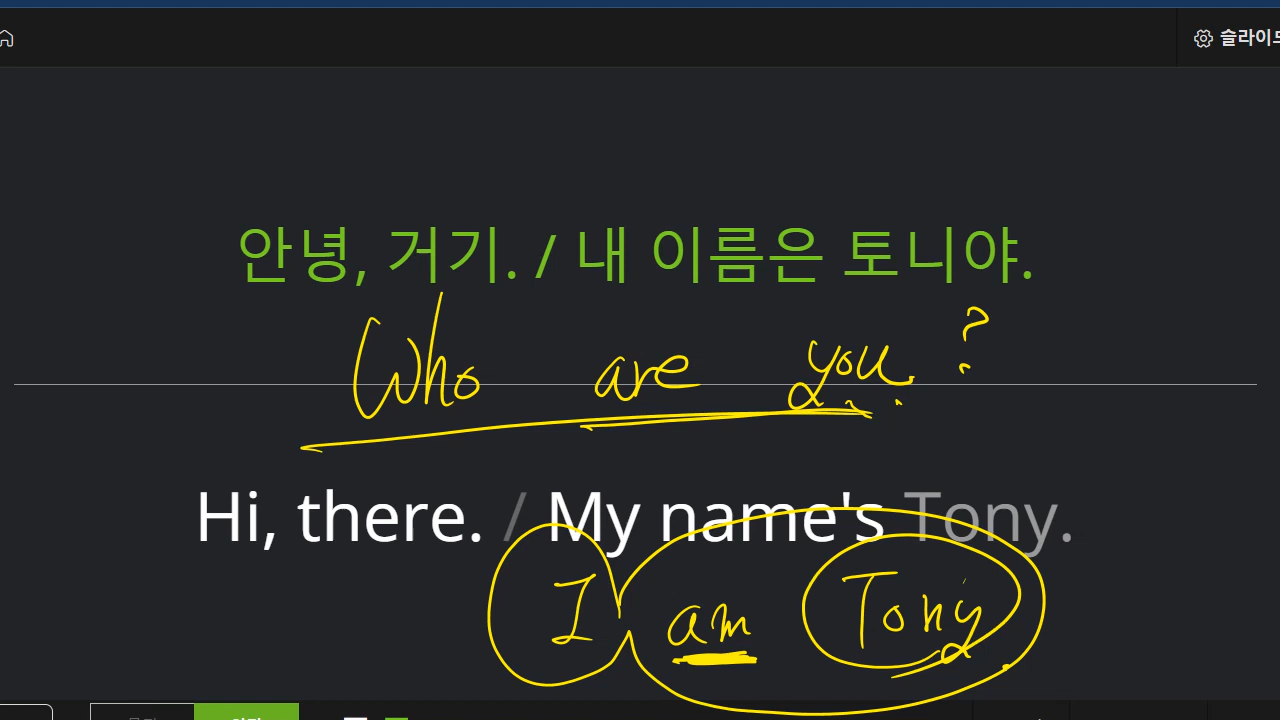 슬라이드
안녕, 거기. / 내 이름은 토니야.
Who are you?
Hi, there. / My name's Tony.
I am Tony